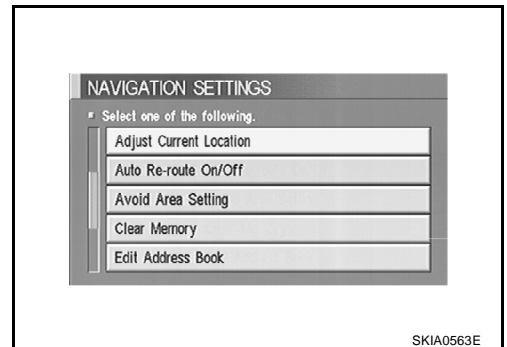 NAVIGATION SETTINGS
Select one of the following.
Adjust Current Location
Auto Re-route On/Off
Avoid Area Setting
Clear Memory
Edit Address Book
SKIA0563E